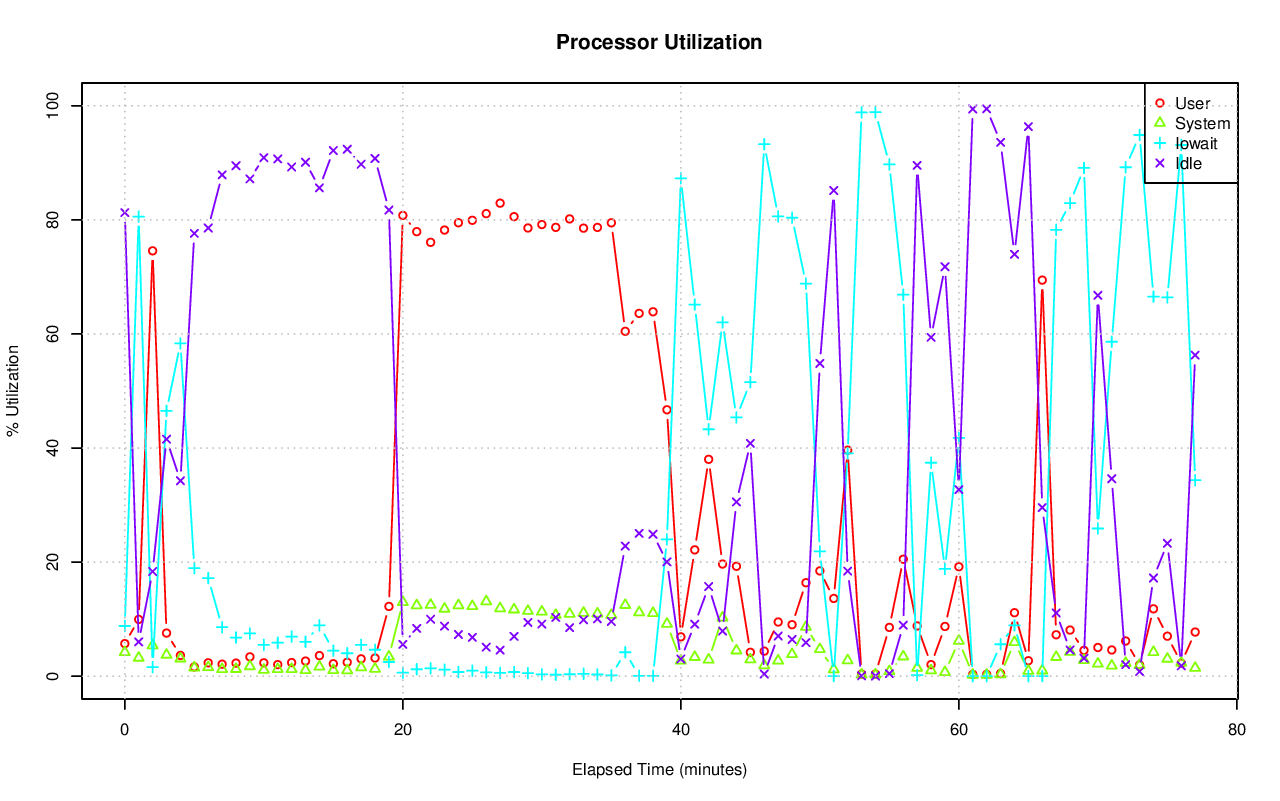 Processor Utilization
% Utilization
100
80
60
40
20
0
User
System
Iowait
Idle
0 20 40 60 80
Elapsed Time (minutes)